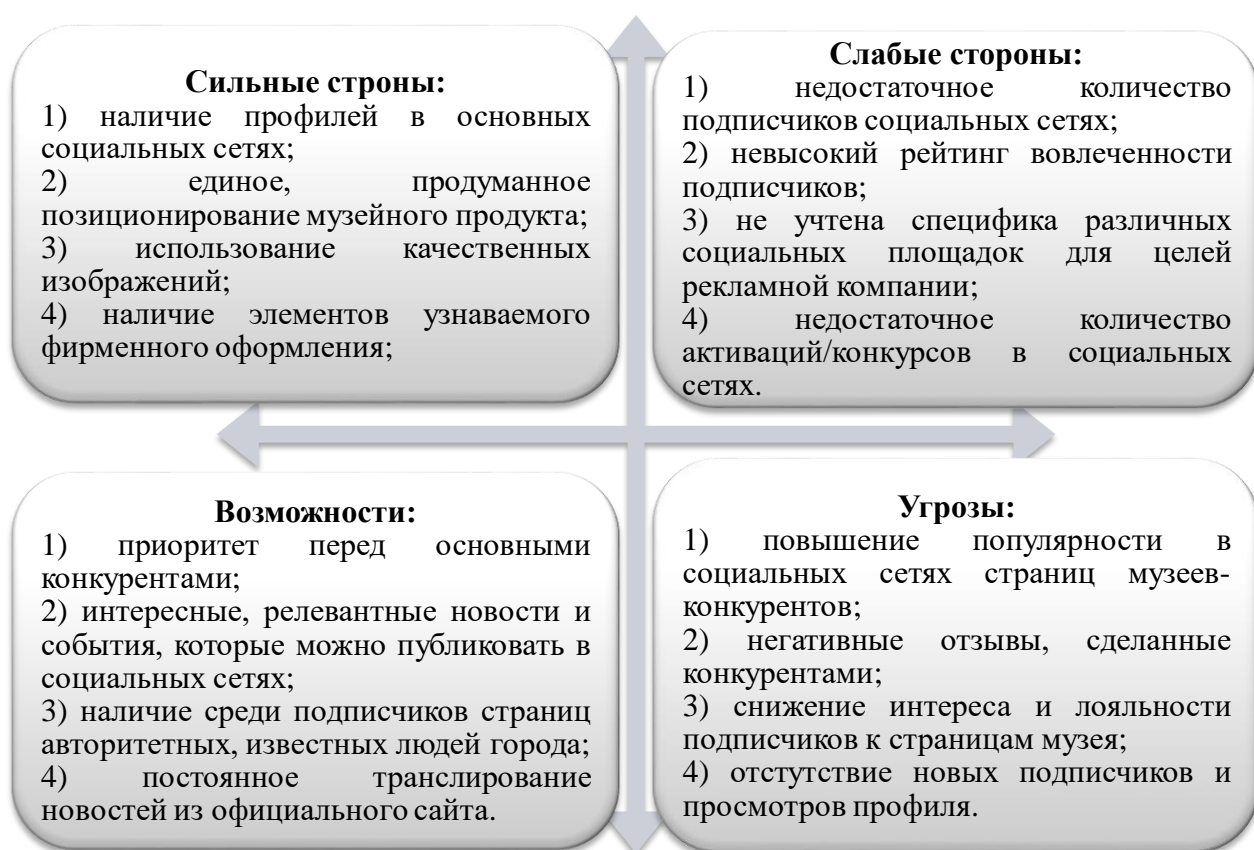 Сильные строны:
1) наличие профилей в основных
социальных сетях;
2) единое, продуманное
позиционирование музейного продукта;
3) использование качественных
изображений;
4) наличие элементов узнаваемого
фирменного оформления;
Слабые стороны:
1) недостаточное количество
подписчиков социальных сетях;
2) невысокий рейтинг вовлеченности
подписчиков;
3) не учтена специфика различных
социальных площадок для целей
рекламной компании;
4) недостаточное количество
активаций/конкурсов в социальных
сетях.
Возможности:
1) приоритет перед основными
конкурентами;
2) интересные, релевантные новости и
события, которые можно публиковать в
социальных сетях;
3) наличие среди подписчиков страниц
авторитетных, известных людей города;
4) постоянное транслирование
новостей из официального сайта.
Угрозы:
1) повышение популярности в
социальных сетях страниц музеев-
конкурентов;
2) негативные отзывы, сделанные
конкурентами;
3) снижение интереса и лояльности
подписчиков к страницам музея;
4) отстутствие новых подписчиков и
просмотров профиля.